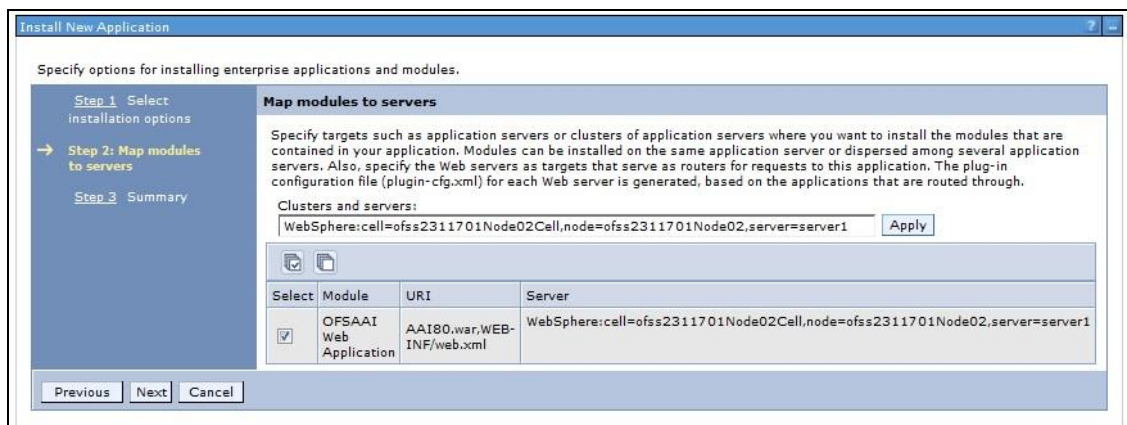 Install New Application
? –
Specify options for installing enterprise applications and modules.
Step 1 Select
installation options
Step 2: Map modules
to servers
Step 3 Summary
Map modules to servers
Specify targets such as application servers or clusters of application servers where you want to install the modules that are
contained in your application. Modules can be installed on the same application server or dispersed among several application
servers. Also, specify the Web servers as targets that serve as routers for requests to this application. The plug-in
configuration file (plugin-cfg.xml) for each Web server is generated, based on the applications that are routed through.
Clusters and servers:
WebSphere:cell=ofss2311701Node02Cell,node=ofss2311701Node02,server=server1 Apply
Select Module URI Server
OFSAAI
Web
Application
AAI80.war,WEB-
INF/web.xml
WebSphere:cell=ofss2311701Node02Cell,node=ofss2311701Node02,server=server1
Previous Next Cancel